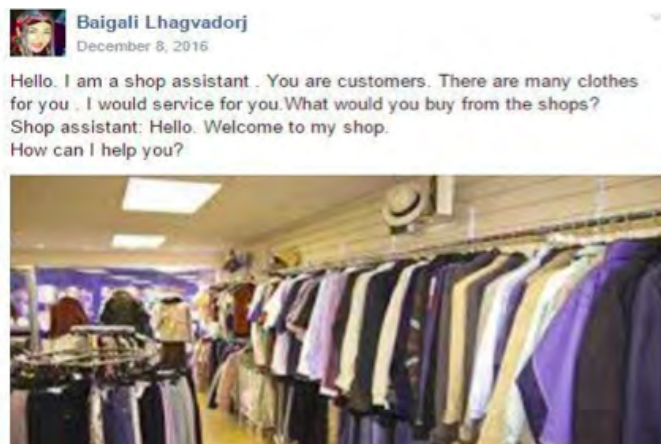 Baigali Lhagvadorj
December 8, 2016
Hello. I am a shop assistant . You are customers. There are many clothes
for you . I would service for you.What would you buy from the shops?
Shop assistant: Hello. Welcome to my shop.
How can I help you?